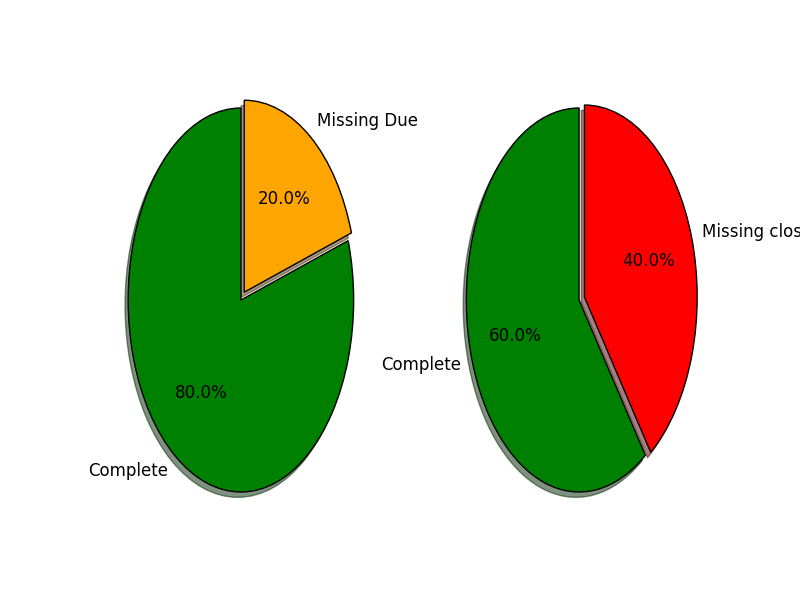 Missing Due
20.0%
80.0%
Complete
Missing clos
40.0%
60.0%
Complete